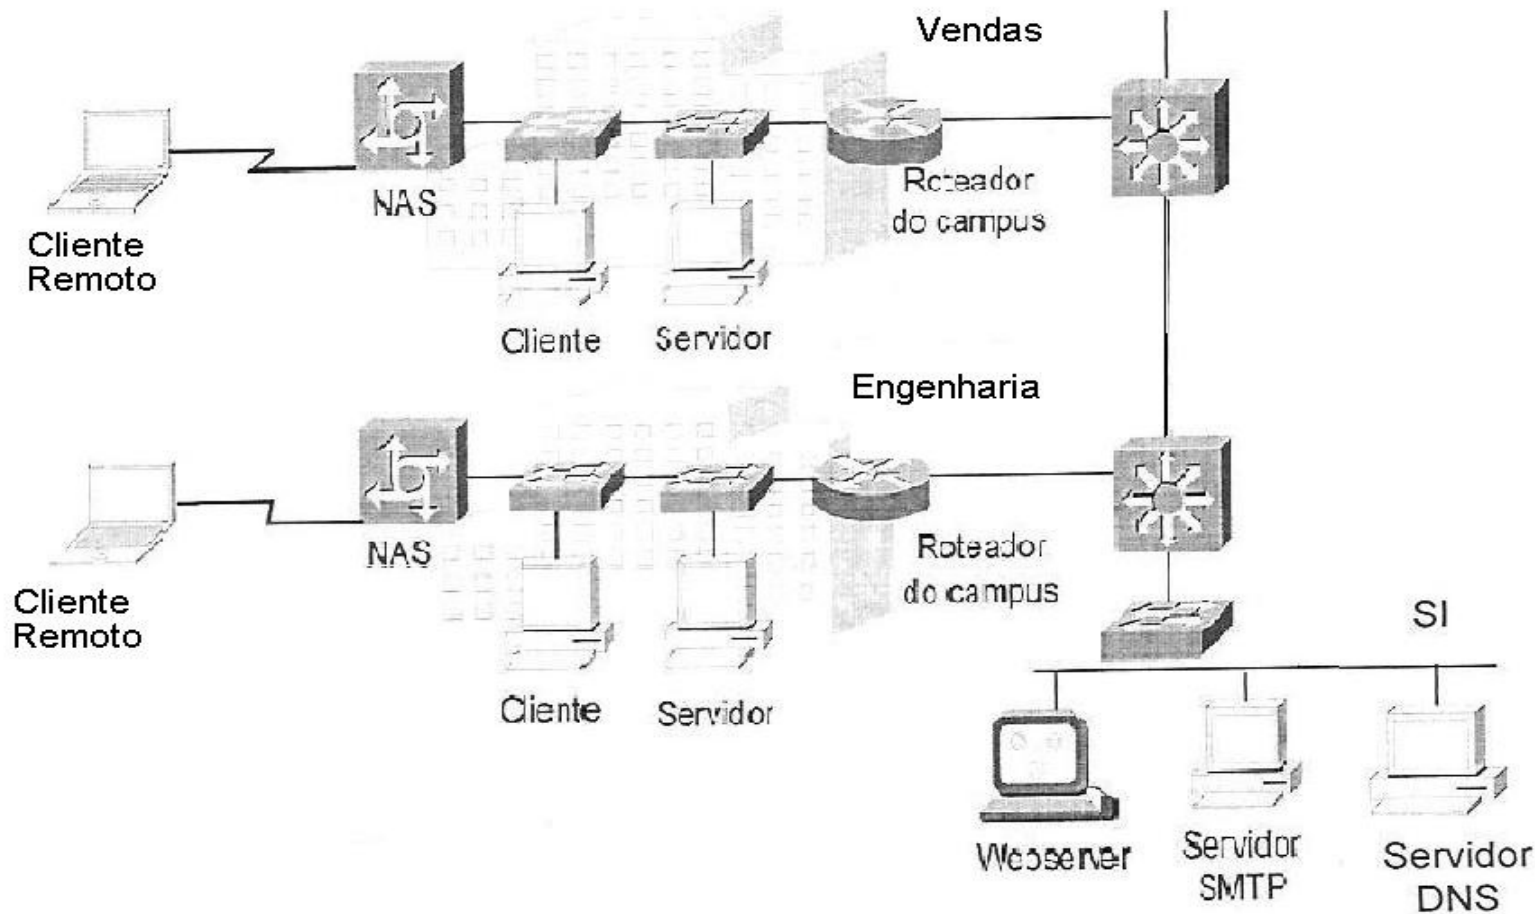 Vendas
NAS
Roteador
do campus
Cliente
Remoto
Cliente
Servidor
Engenharia
NAS
Roteador
do campus
Cliente
Remoto
SI
Cliente
Servidor
Webserver
Servidor
SMTP
Servidor
DNS